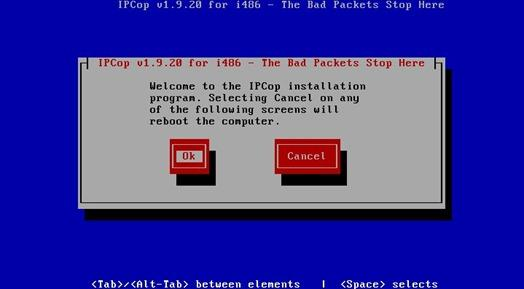 IPCop v1.9.20 for i486 - The Bad Packets Stop Here
IPCop v1.9.20 for i486 - The Bad Packets Stop Here
Welcome to the IPCop installation
program. Selecting Cancel on any
of the following screens will
reboot the computer.
Ok Cancel
<Tab>/<Alt-Tab> between elements | <Space> selects